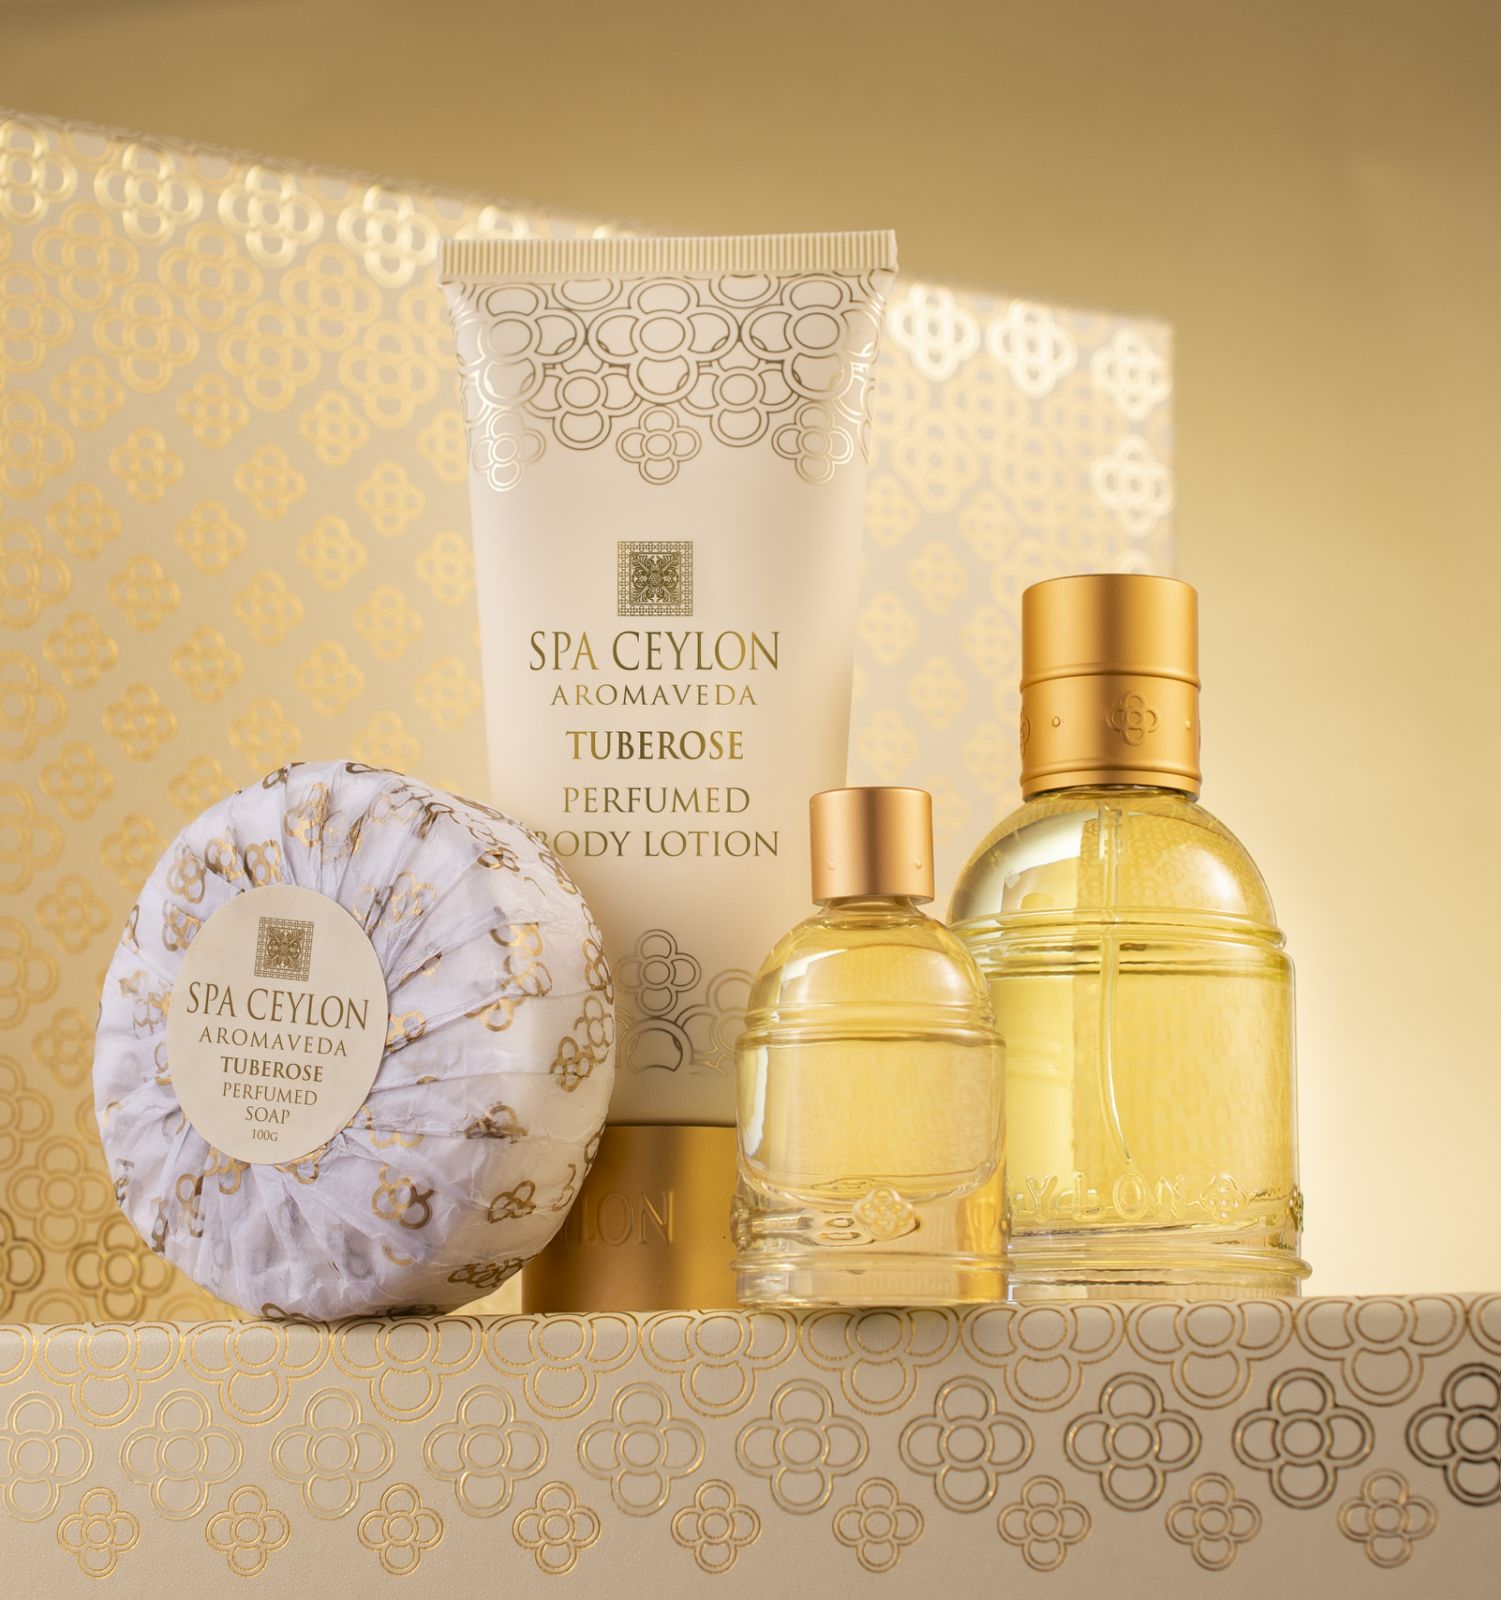 SPA CEYLON
AROMAVEDA
TUBEROSE
PERFUMED
BODY LOTION
SPA CEYLON
AROMAVEDA
TUBEROSE
PERFUMED
SOAP
100G